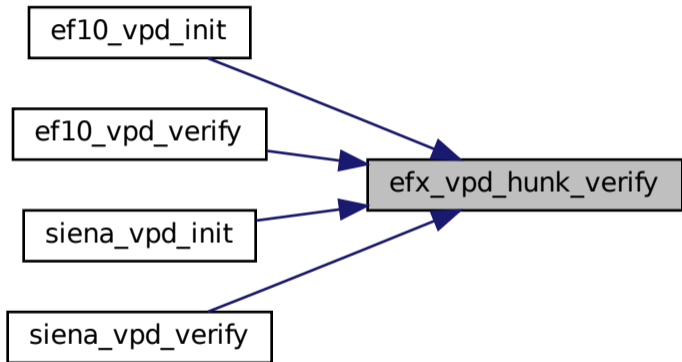 ef10_vpd_init
ef10_vpd_verify
efx_vpd_hunk_verify
siena_vpd_init
siena_vpd_verify